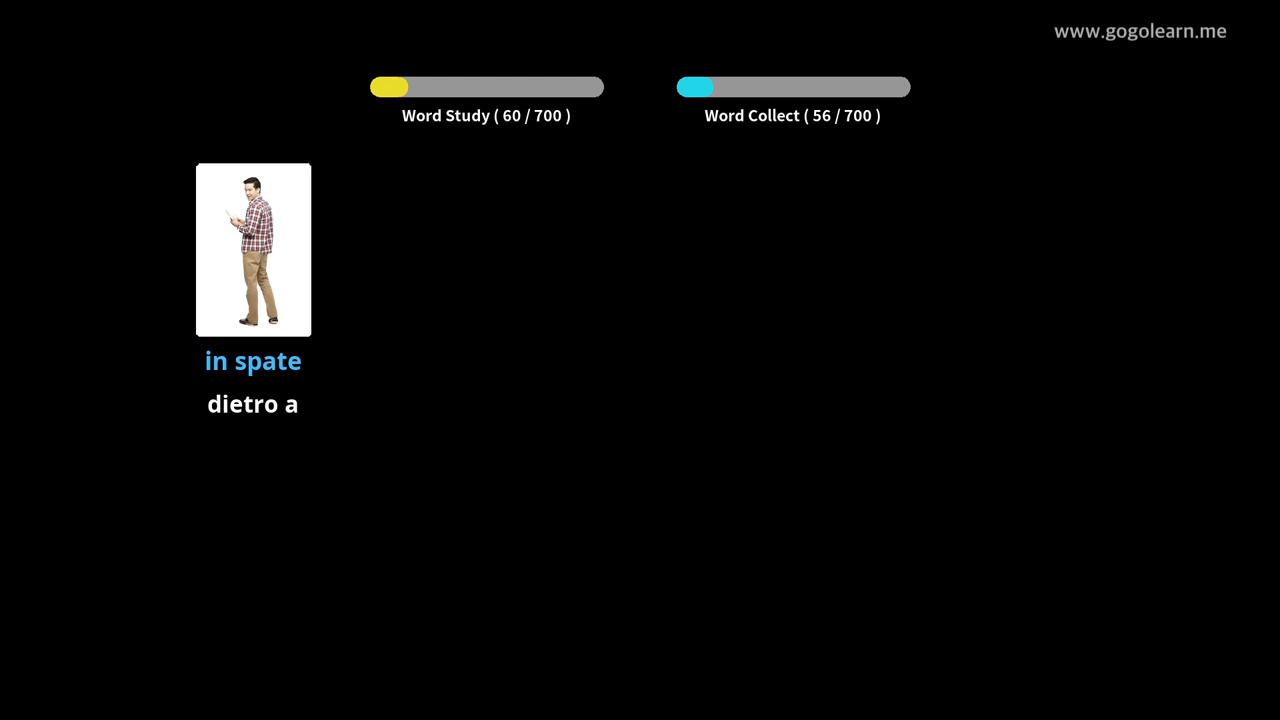 www.gogolearn.me
Word Study ( 60 / 700 )
Word Collect ( 56 / 700 )
in spate
dietro a